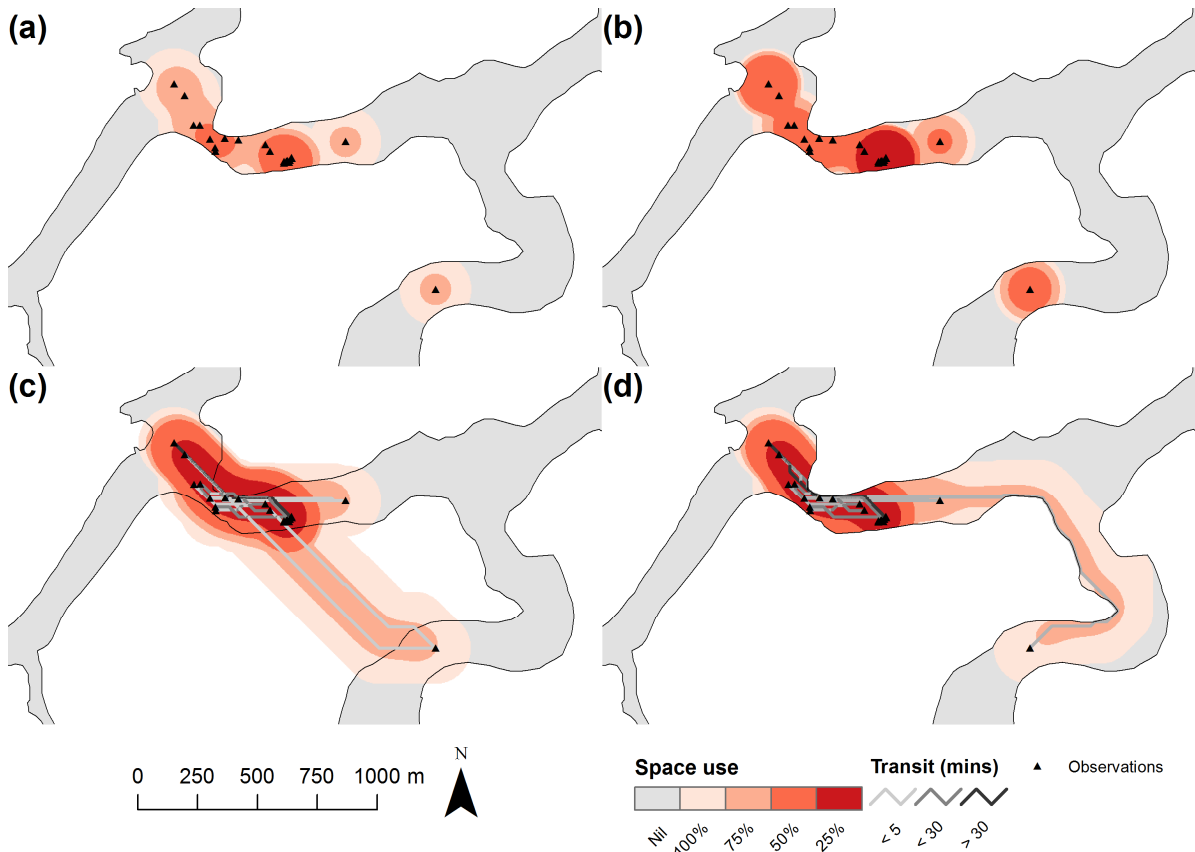 (a)
(b)
(c)
(d)
N
0 250 500 750 1000 m
Space use
Transit (mins)
Observations
Nil
100%
75%
50%
25%
< 5
< 30
> 30